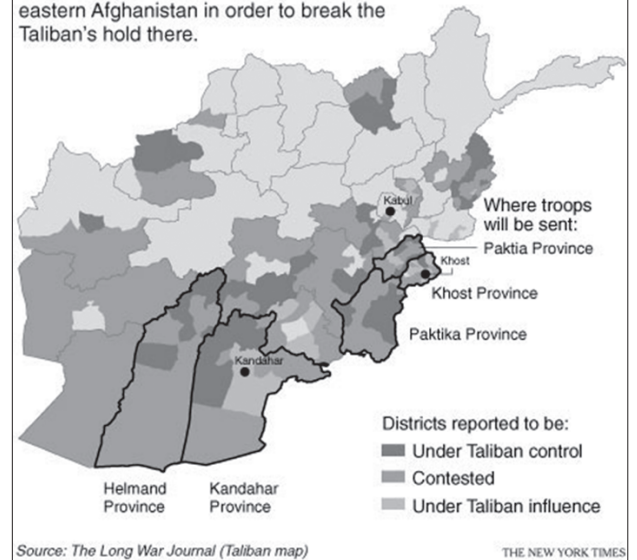 eastern Afghanistan in order to break the
Taliban's hold there.
Kabul
Where troops
will be sent:
Paktia Province
Khost
Khost Province
Paktika Province
Kandahar
Districts reported to be:
Under Taliban control
Contested
Under Taliban influence
Helmand
Province
Kandahar
Province
Source: The Long War Journal (Taliban map)
THE NEW YORK TIMES